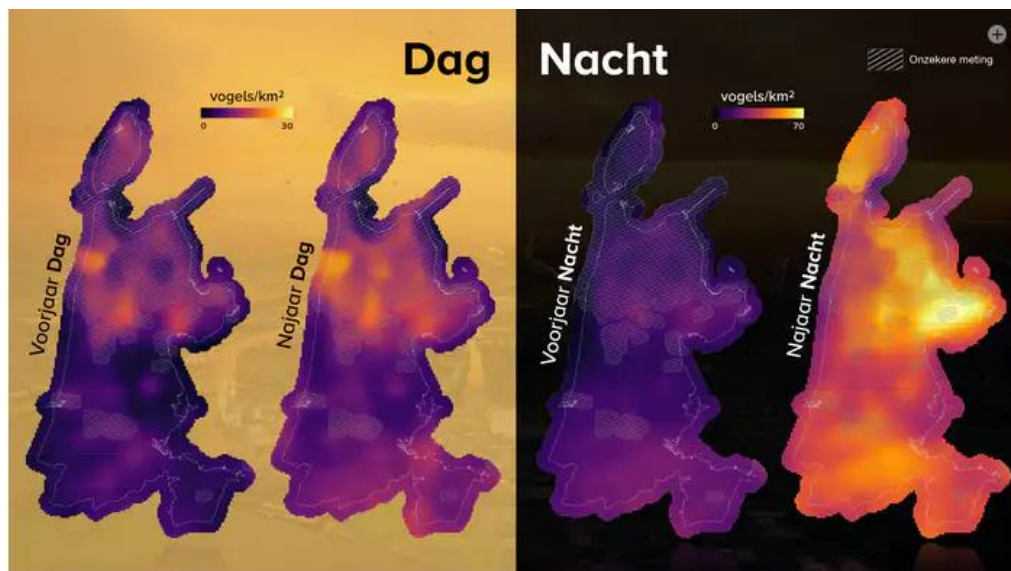 Dag
Nacht
Onzekere meting
vogels/km²
0 30
vogels/km²
0 70
Voorjaar Dag
Najaar Dag
Voorjaar Nacht
Najaar Nacht